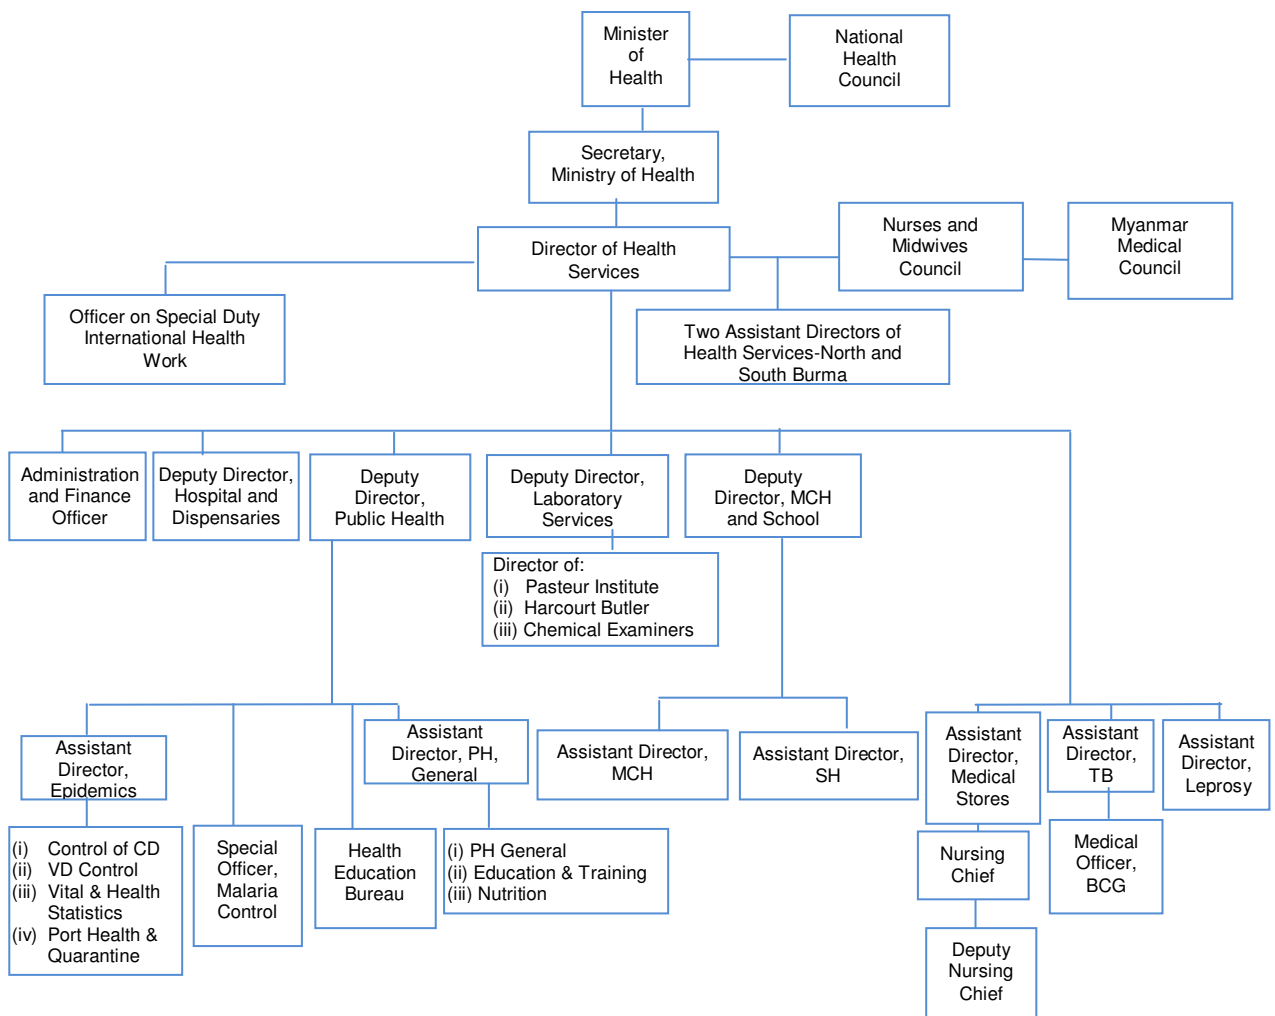 Minister
of
Health
National
Health
Council
Secretary,
Ministry of Health
Director of Health
Services
Nurses and
Midwives
Council
Myanmar
Medical
Council
Officer on Special Duty
International Health
Work
Two Assistant Directors of
Health Services-North and
South Burma
Administration
and Finance
Officer
Deputy Director,
Hospital and
Dispensaries
Deputy
Director,
Public Health
Deputy Director,
Laboratory
Services
Deputy
Director, MCH
and School
Director of:
(i) Pasteur Institute
(ii) Harcourt Butler
(iii) Chemical Examiners
Assistant
Director,
Epidemics
Assistant
Director, PH,
General
Assistant Director,
MCH
Assistant Director,
SH
Assistant
Director,
Medical
Stores
Assistant
Director,
TB
Assistant
Director,
Leprosy
(i) Control of CD
(ii) VD Control
(iii) Vital & Health
Statistics
(iv) Port Health &
Quarantine
Special
Officer,
Malaria
Control
Health
Education
Bureau
(i) PH General
(ii) Education & Training
(iii) Nutrition
Nursing
Chief
Medical
Officer,
BCG
Deputy
Nursing
Chief